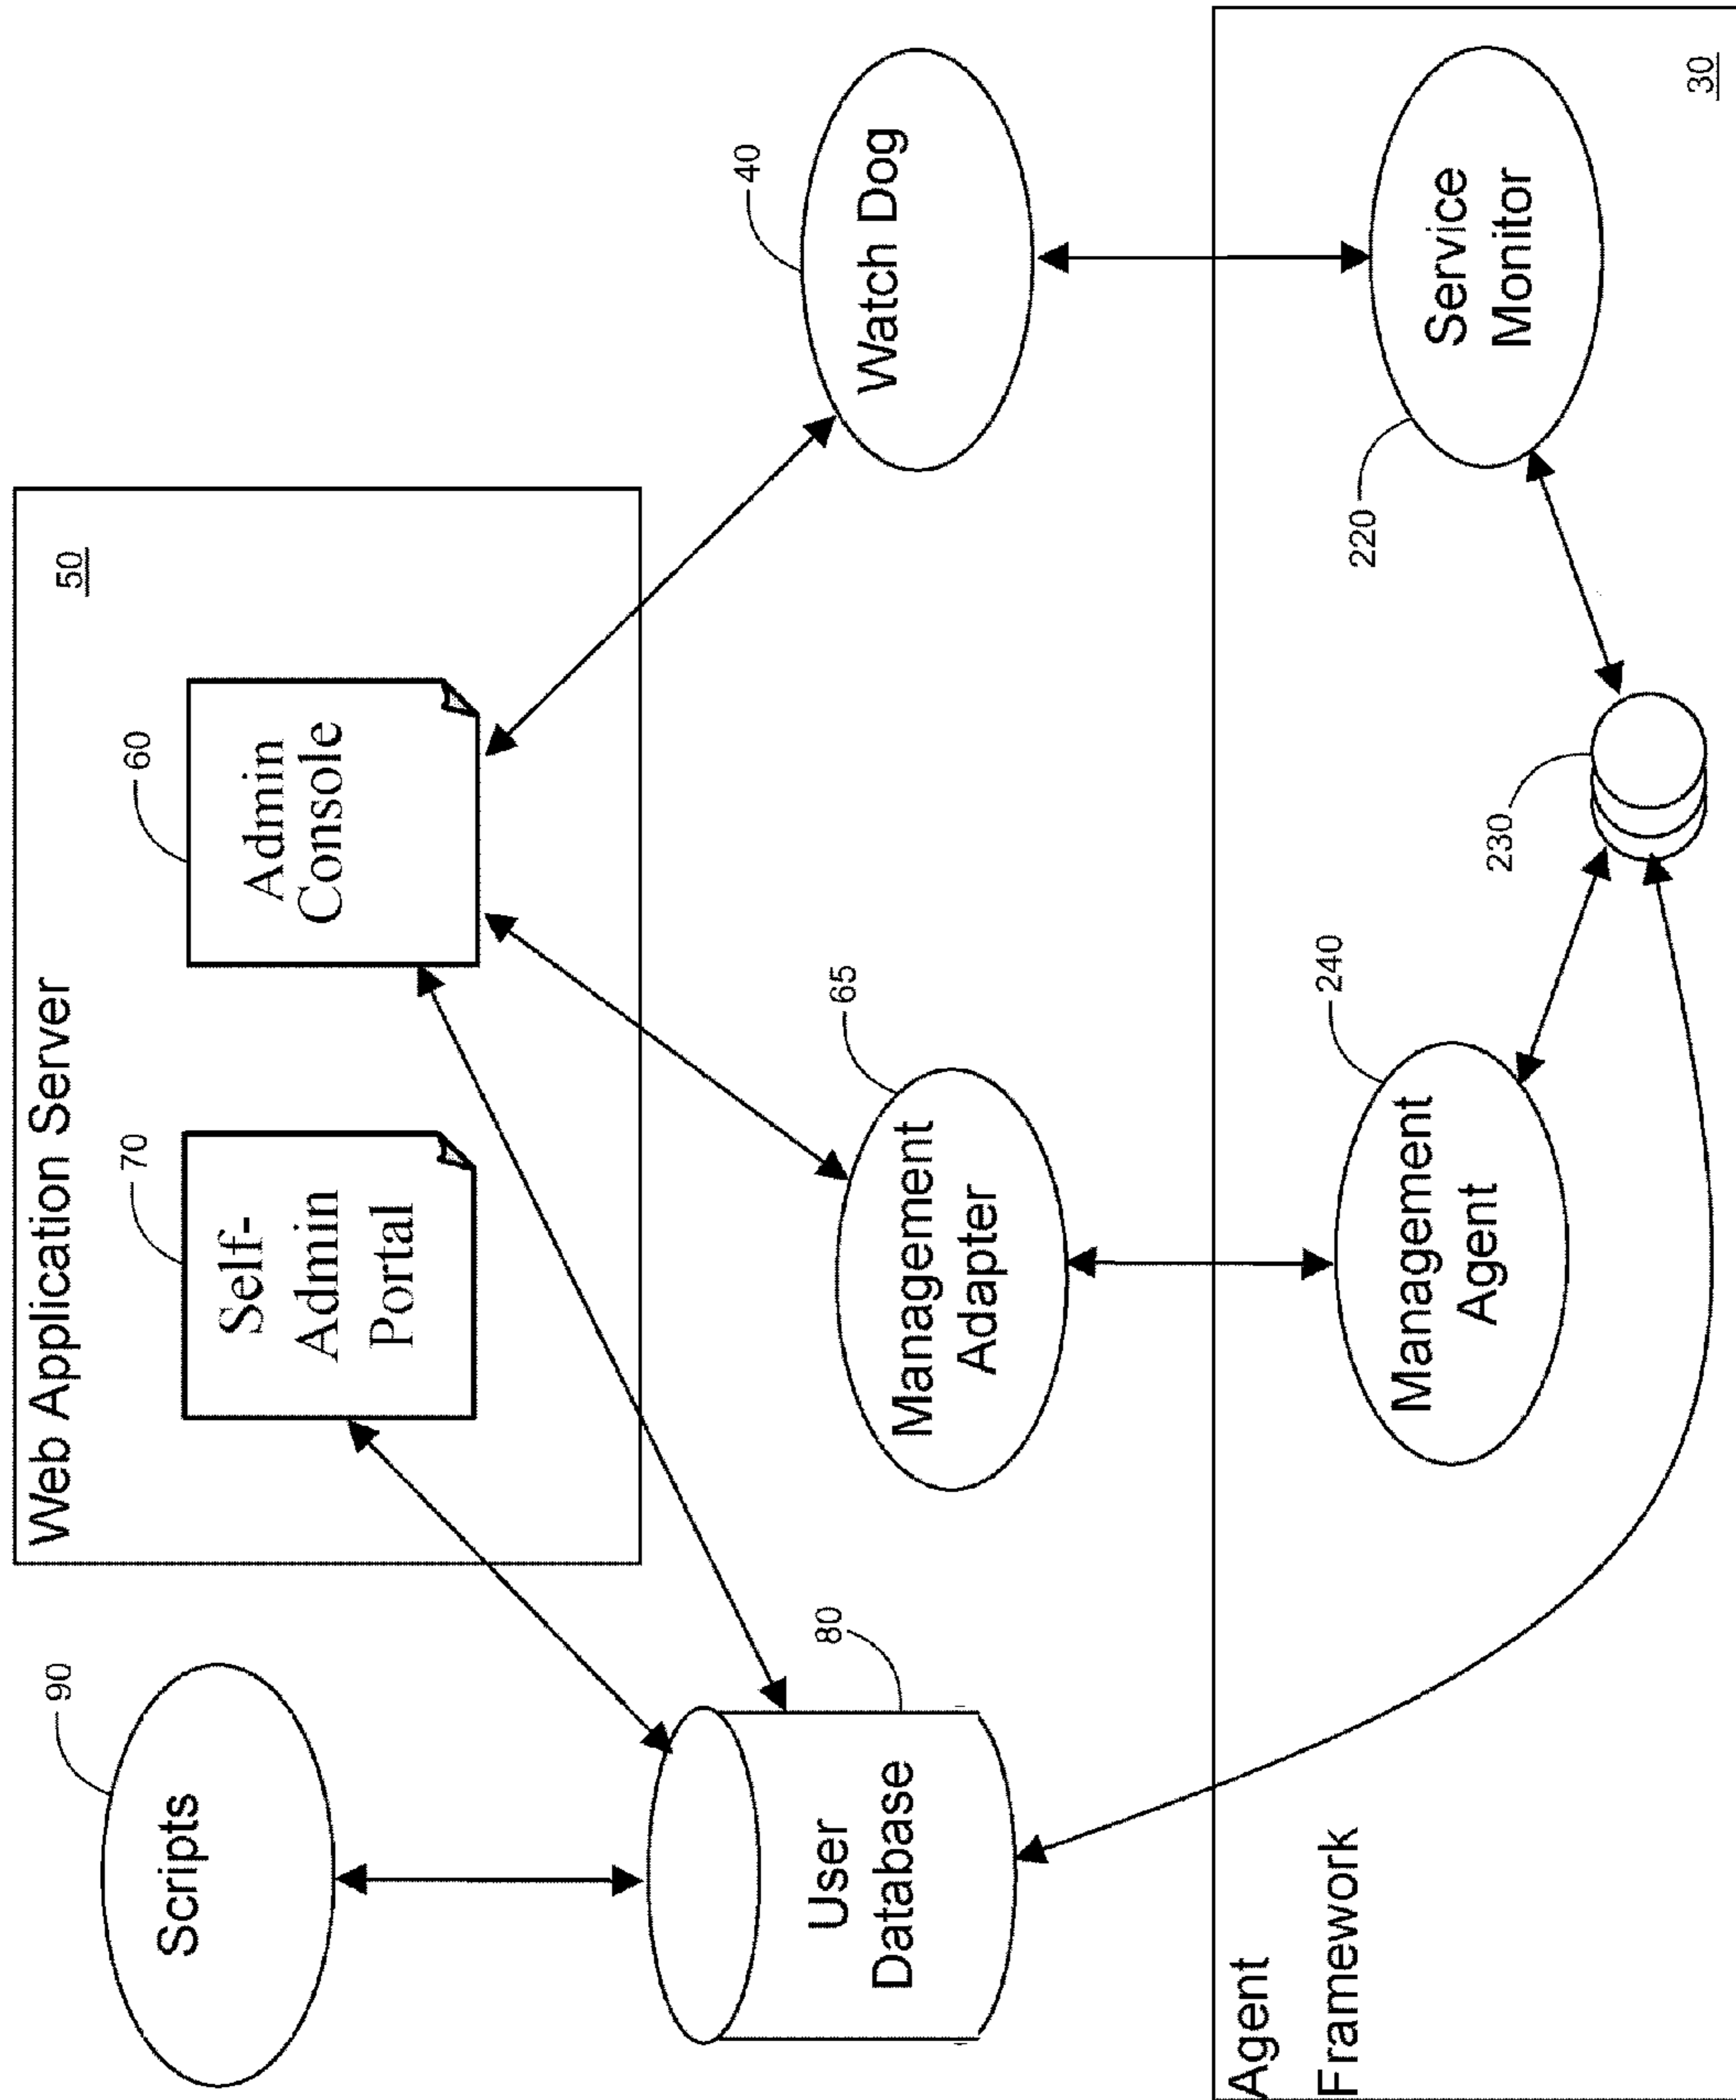 Web Application Server
50
90
Scripts
70
Self-
Admin
Portal
60
Admin
Console
80
User
Database
65
Management
Adapter
40
Watch Dog
Agent
Framework
240
Management
Agent
230
220
Service
Monitor
30